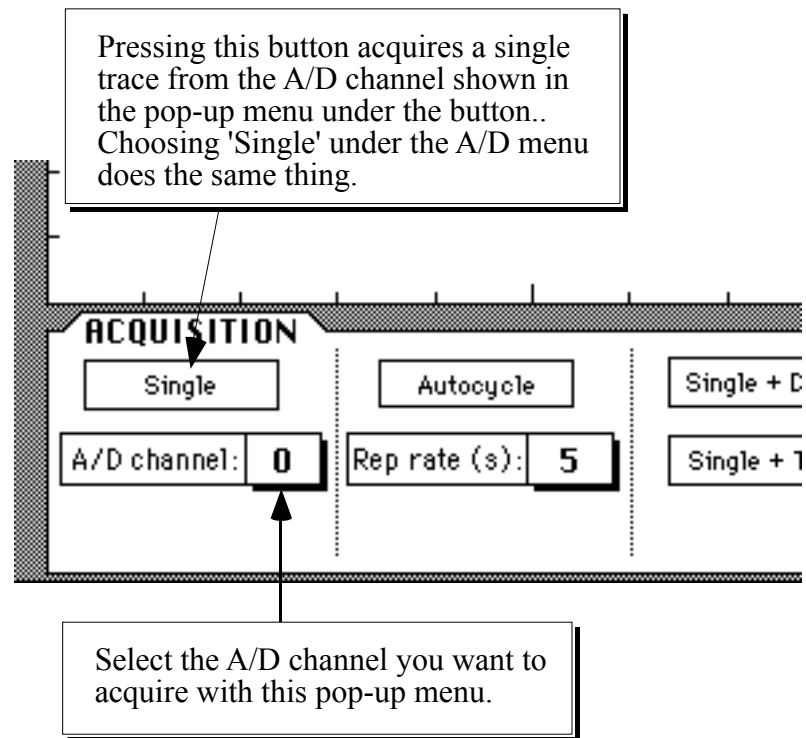 Pressing this button acquires a single
trace from the A/D channel shown in
the pop-up menu under the button..
Choosing 'Single' under the A/D menu
does the same thing.
ACQUISITION
Single
Autocycle
Single + D
A/D channel: 0
Rep rate (s): 5
Single + T
Select the A/D channel you want to
acquire with this pop-up menu.